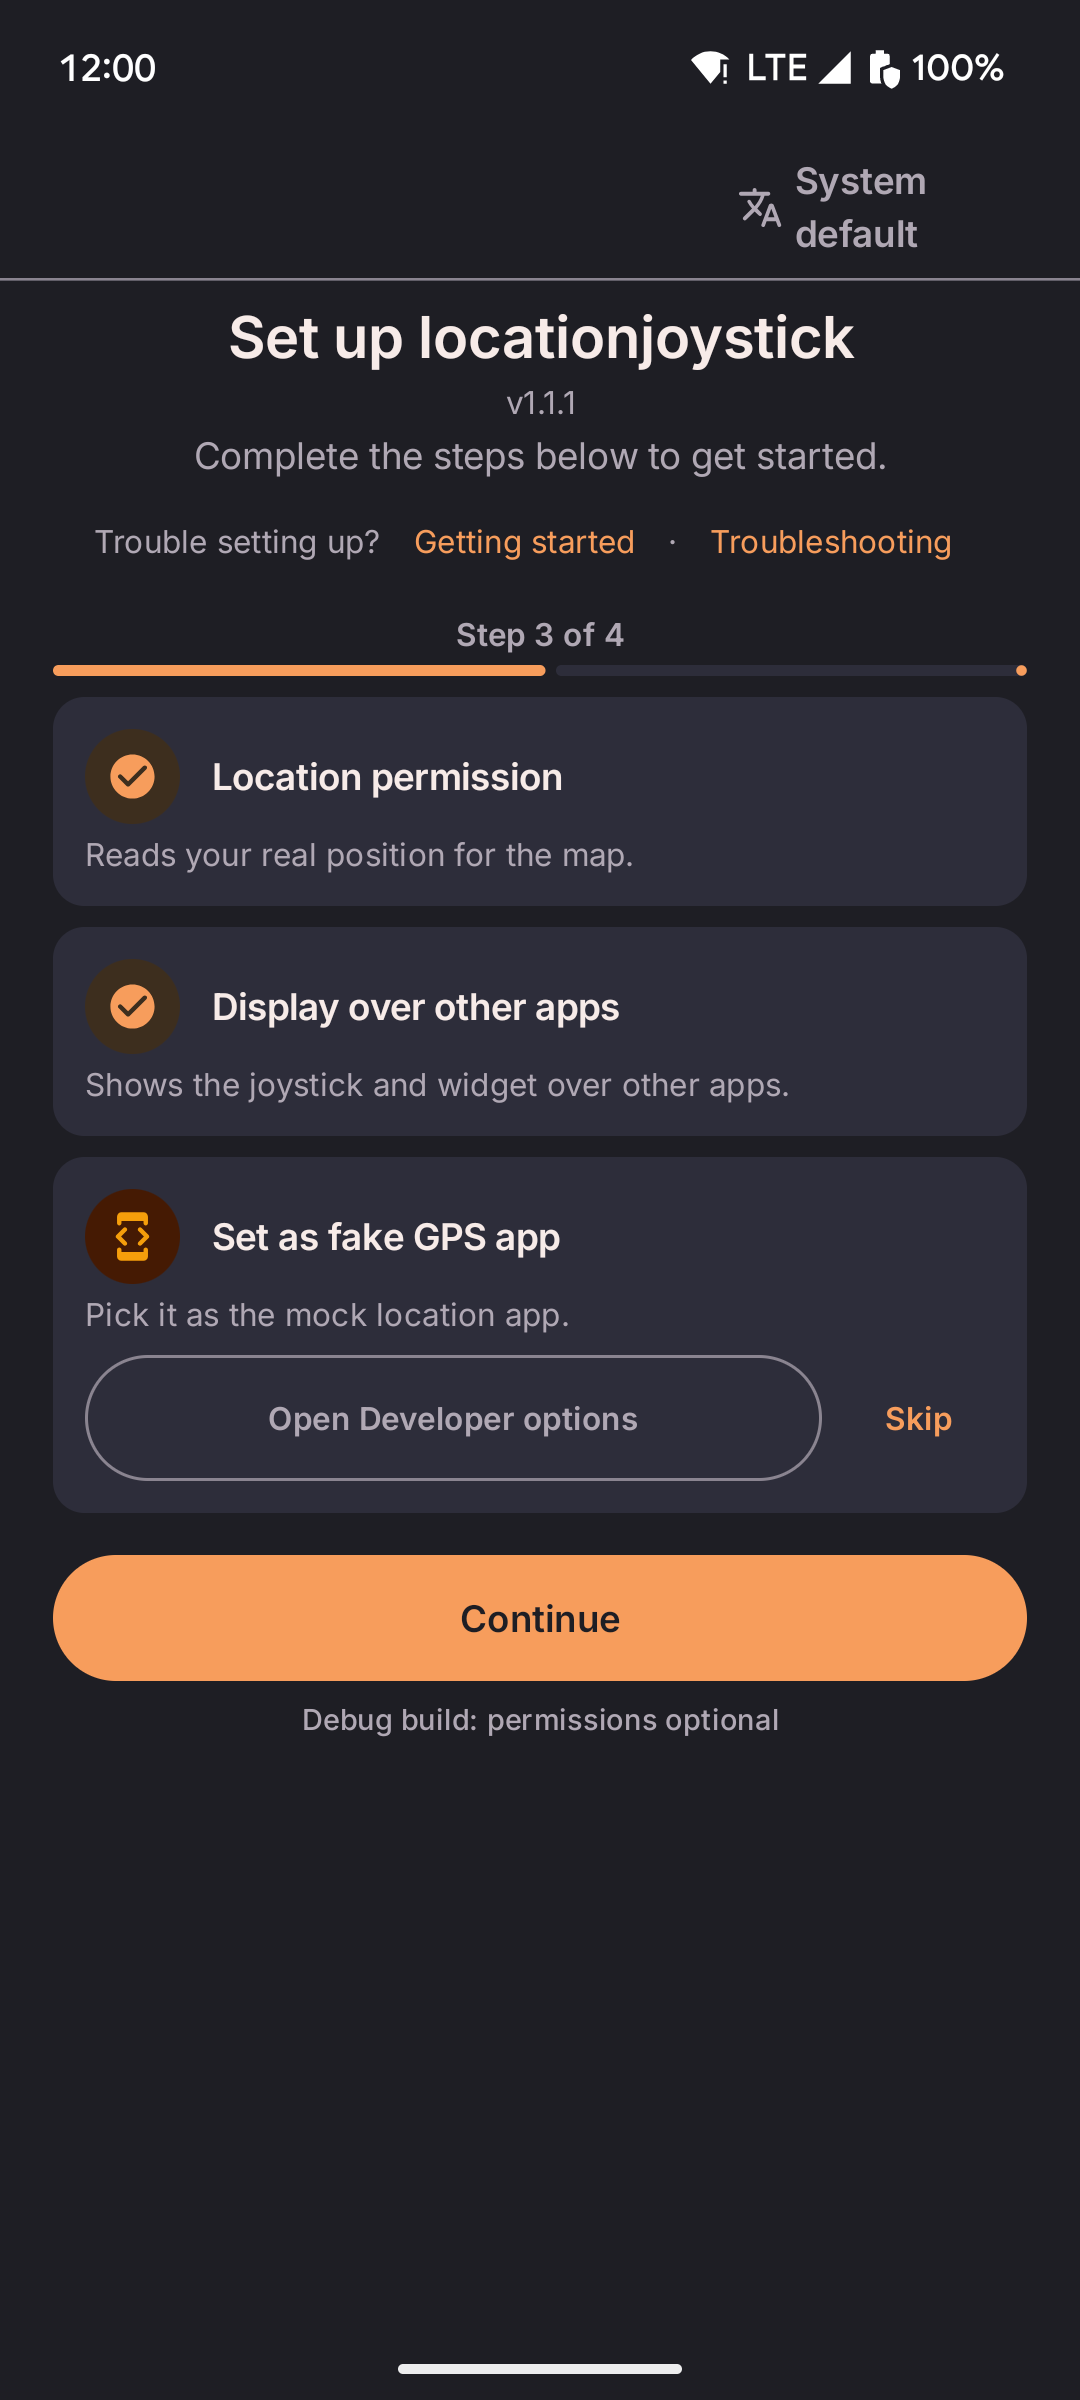 12:00
LTE 100%
System
default
Set up locationjoystick
v1.1.1
Complete the steps below to get started.
Trouble setting up? Getting started · Troubleshooting
Step 3 of 4
Location permission
Reads your real position for the map.
Display over other apps
Shows the joystick and widget over other apps.
Set as fake GPS app
Pick it as the mock location app.
Open Developer options
Skip
Continue
Debug build: permissions optional